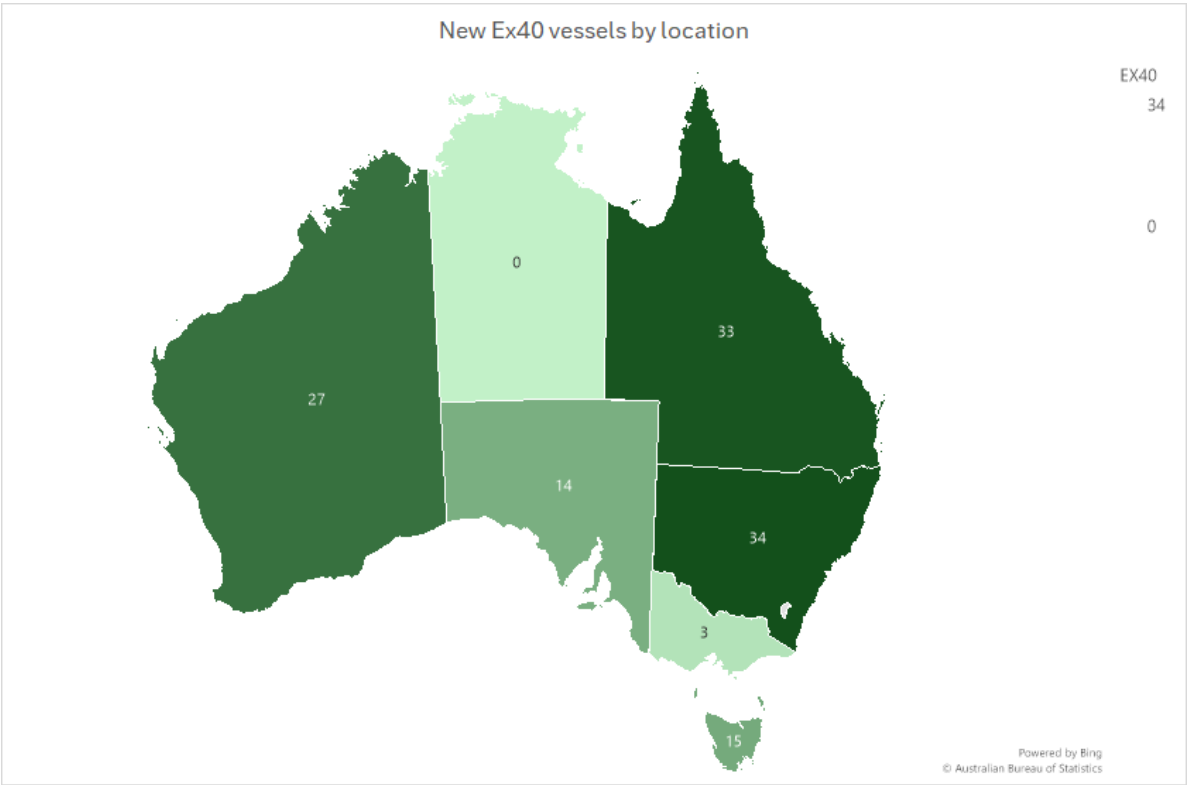 New Ex40 vessels by location
EX40
34
0
0
33
27
14
34
3
15
Powered by Bing
© Australian Bureau of Statistics